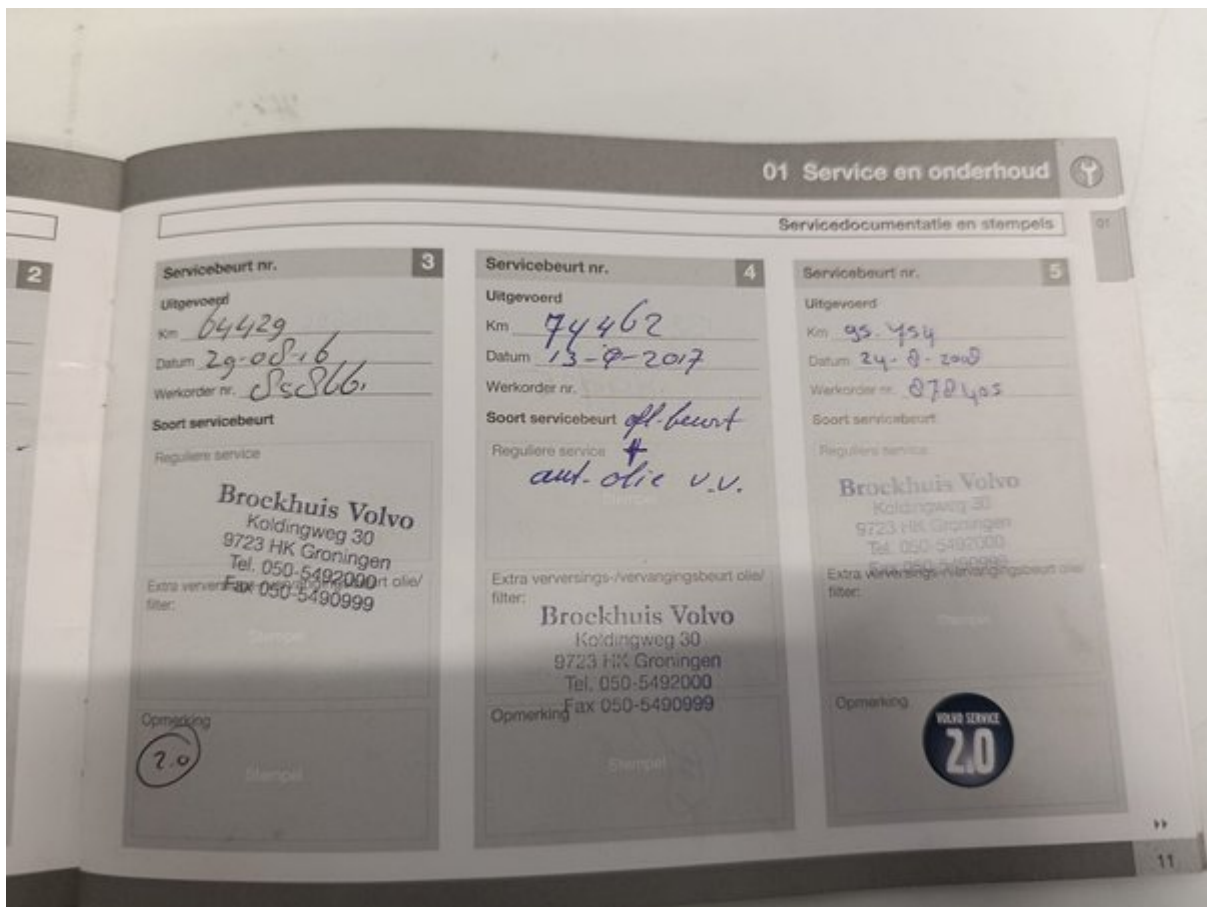 01 Service en onderhoud
Servicedocumentatie en stempels
01
2
Servicebeurt nr. 3
Uitgevoerd
Km 64429
Datum 29-08-16
Werkorder nr.
Soort servicebeurt
Reguliere service
Brockhuis Volvo
Koldingweg 30
9723 HK Groningen
Tel. 050-5492000
Fax 050-5490999
Extra olie/
filter:
Stempel
Opmerking
2.0
Stempel
Servicebeurt nr. 4
Uitgevoerd
Km 74462
Datum 13-9-2017
Werkorder nr.
Soort servicebeurt afl-beurt
Reguliere service +
aut. olie v.v.
Extra verversings-/vervangingsbeurt olie/
filter:
Brockhuis Volvo
Koldingweg 30
9723 HK Groningen
Tel. 050-5492000
Fax 050-5490999
Opmerking
Stempel
Servicebeurt nr. 5
Uitgevoerd
Km 95.454
Datum
Werkorder nr. 878405
Soort servicebeurt
Reguliere service
Brockhuis Volvo
Koldingweg 30
9723 HK Groningen
Tel. 050-5492000
Extra verversings-/vervangingsbeurt olie/
filter:
Stempel
Opmerking
VOLVO SERVICE
2.0
11